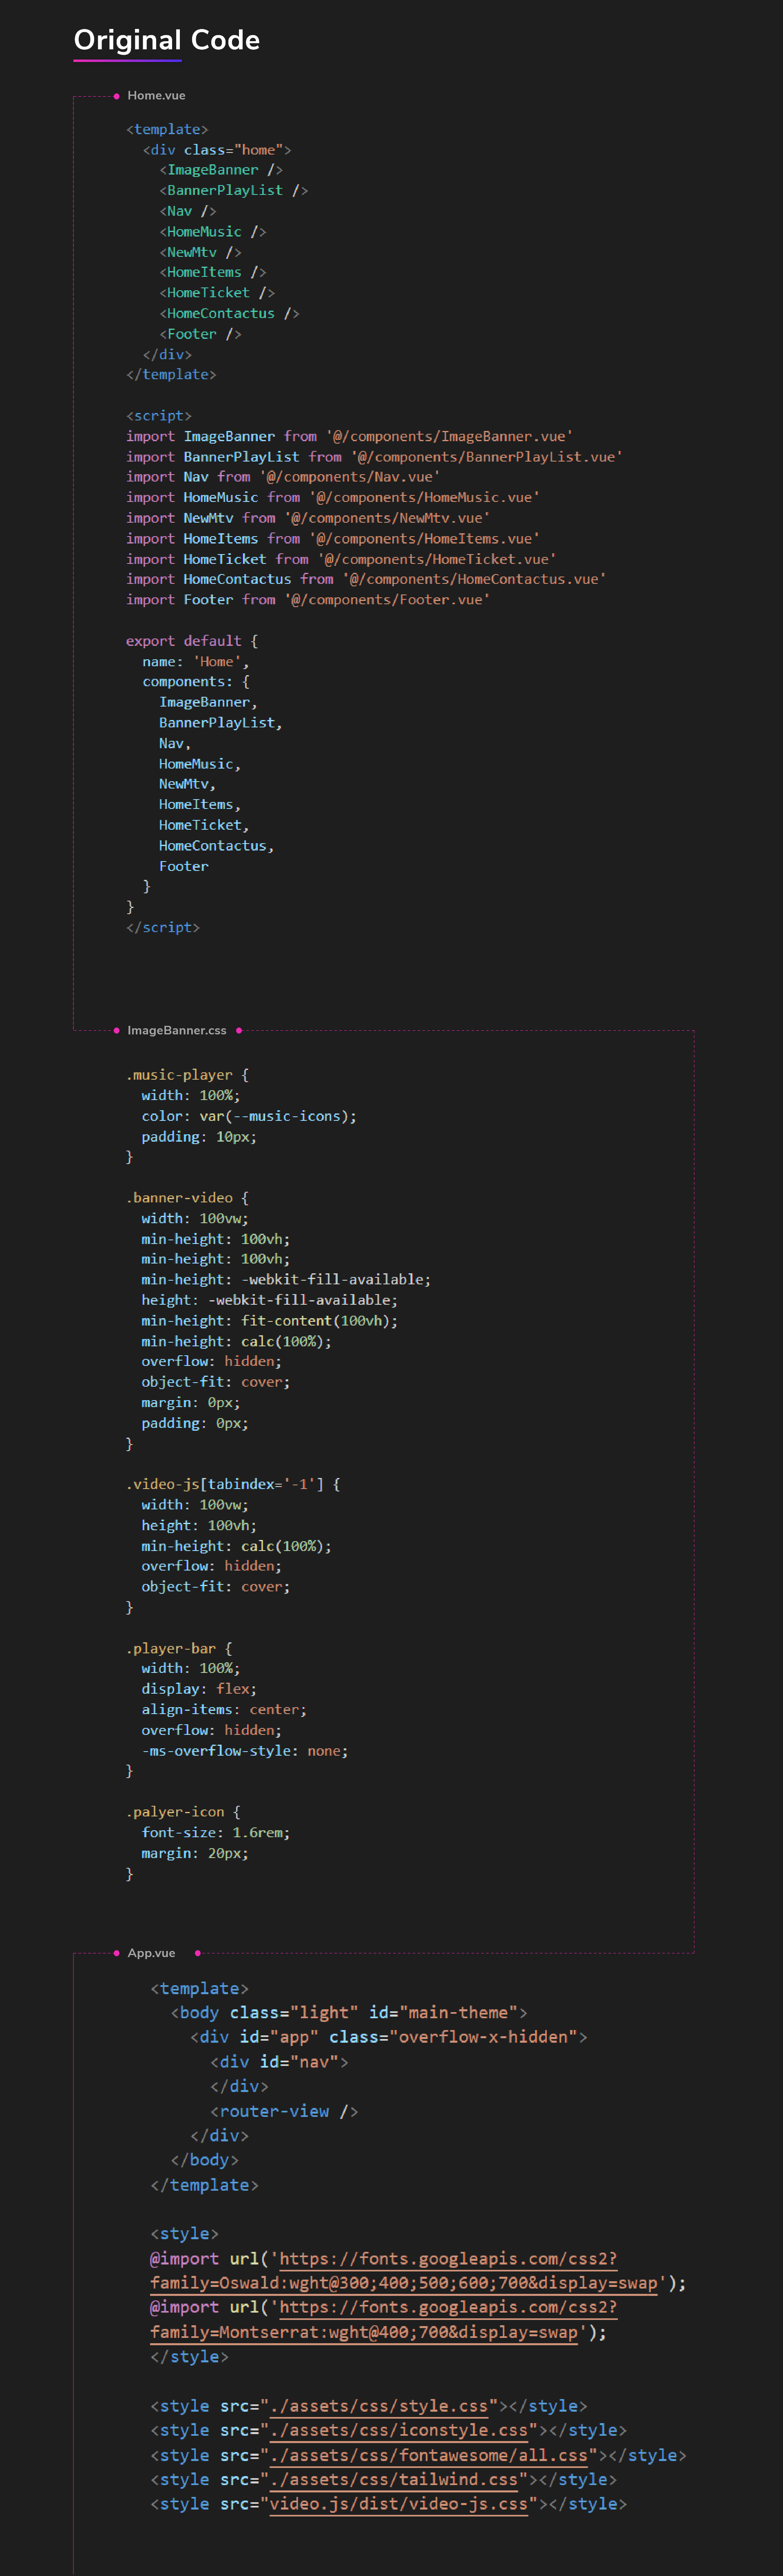 Original Code
Home.vue
<template>
  <div class="home">
    <ImageBanner />
    <BannerPlayList />
    <Nav />
    <HomeMusic />
    <NewMtv />
    <HomeItems />
    <HomeTicket />
    <HomeContactus />
    <Footer />
  </div>
</template>
<script>
import ImageBanner from '@/components/ImageBanner.vue'
import BannerPlayList from '@/components/BannerPlayList.vue'
import Nav from '@/components/Nav.vue'
import HomeMusic from '@/components/HomeMusic.vue'
import NewMtv from '@/components/NewMtv.vue'
import HomeItems from '@/components/HomeItems.vue'
import HomeTicket from '@/components/HomeTicket.vue'
import HomeContactus from '@/components/HomeContactus.vue'
import Footer from '@/components/Footer.vue'
export default {
  name: 'Home',
  components: {
    ImageBanner,
    BannerPlayList,
    Nav,
    HomeMusic,
    NewMtv,
    HomeItems,
    HomeTicket,
    HomeContactus,
    Footer
  }
}
</script>
ImageBanner.css
.music-player {
  width: 100%;
  color: var(--music-icons);
  padding: 10px;
}
.banner-video {
  width: 100vw;
  min-height: 100vh;
  min-height: 100vh;
  min-height: -webkit-fill-available;
  height: -webkit-fill-available;
  min-height: fit-content(100vh);
  min-height: calc(100%);
  overflow: hidden;
  object-fit: cover;
  margin: 0px;
  padding: 0px;
}
.video-js[tabindex='-1'] {
  width: 100vw;
  height: 100vh;
  min-height: calc(100%);
  overflow: hidden;
  object-fit: cover;
}
.player-bar {
  width: 100%;
  display: flex;
  align-items: center;
  overflow: hidden;
  -ms-overflow-style: none;
}
.palyer-icon {
  font-size: 1.6rem;
  margin: 20px;
}
App.vue
<template>
  <body class="light" id="main-theme">
    <div id="app" class="overflow-x-hidden">
      <div id="nav">
      </div>
      <router-view />
    </div>
  </body>
</template>
<style>
@import url('https://fonts.googleapis.com/css2?
family=Oswald:wght@300;400;500;600;700&display=swap');
@import url('https://fonts.googleapis.com/css2?
family=Montserrat:wght@400;700&display=swap');
</style>
<style src="./assets/css/style.css"></style>
<style src="./assets/css/iconstyle.css"></style>
<style src="./assets/css/fontawesome/all.css"></style>
<style src="./assets/css/tailwind.css"></style>
<style src="video.js/dist/video-js.css"></style>